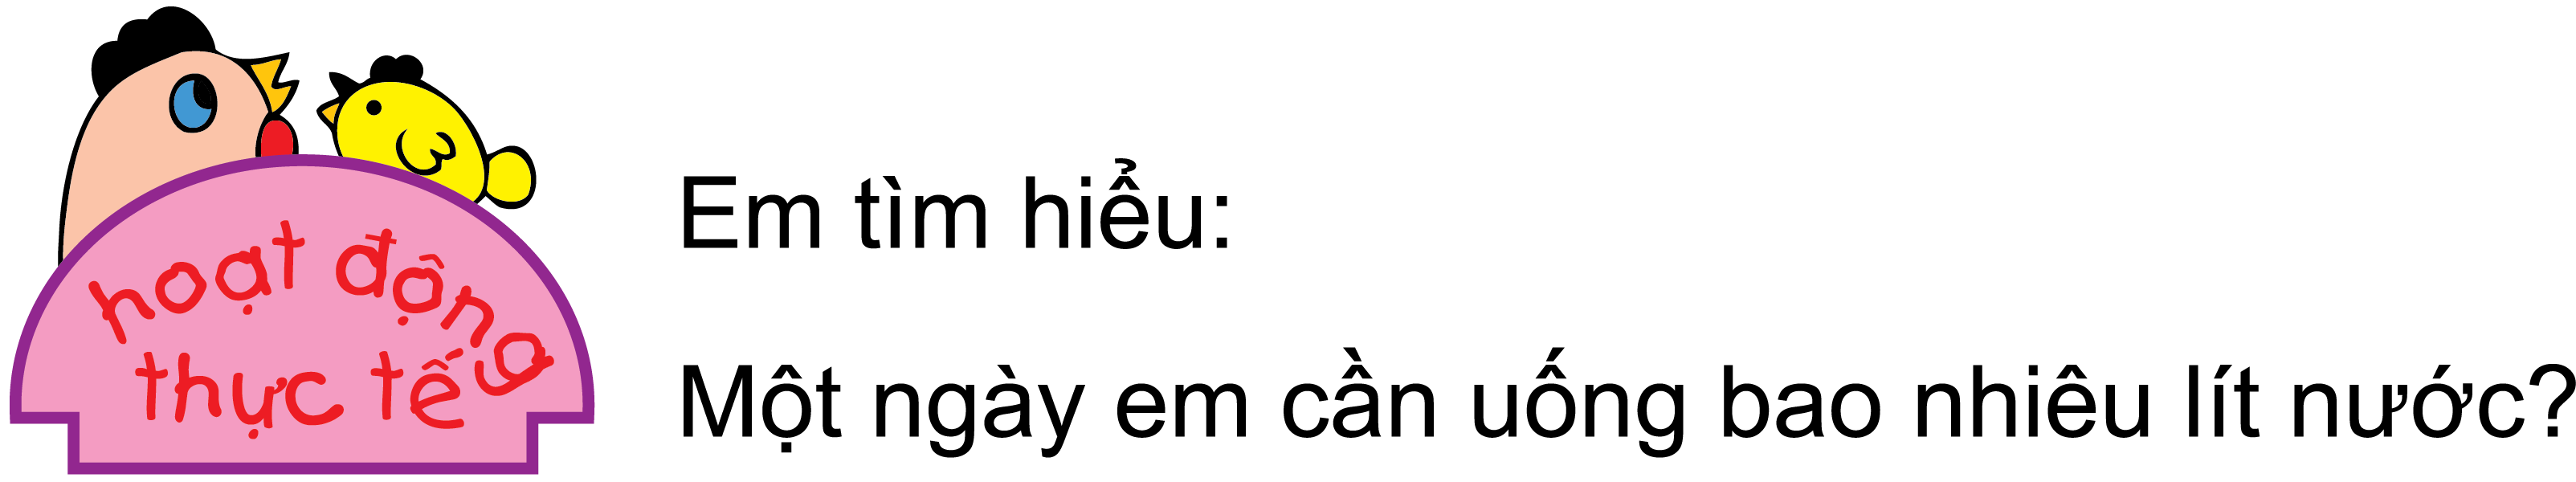 hoạt động
thực tế
Em tìm hiểu:
Một ngày em cần uống bao nhiêu lít nước?